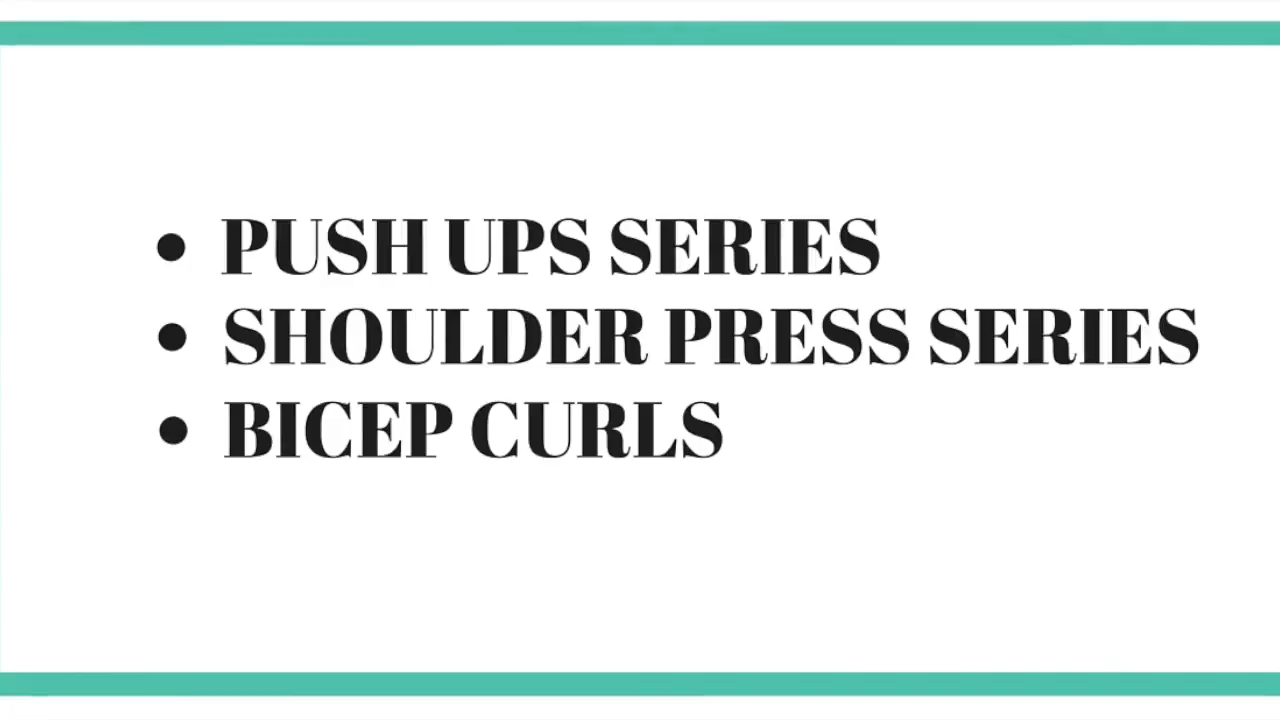 • PUSH UPS SERIES
• SHOULDER PRESS SERIES
• BICEP CURLS